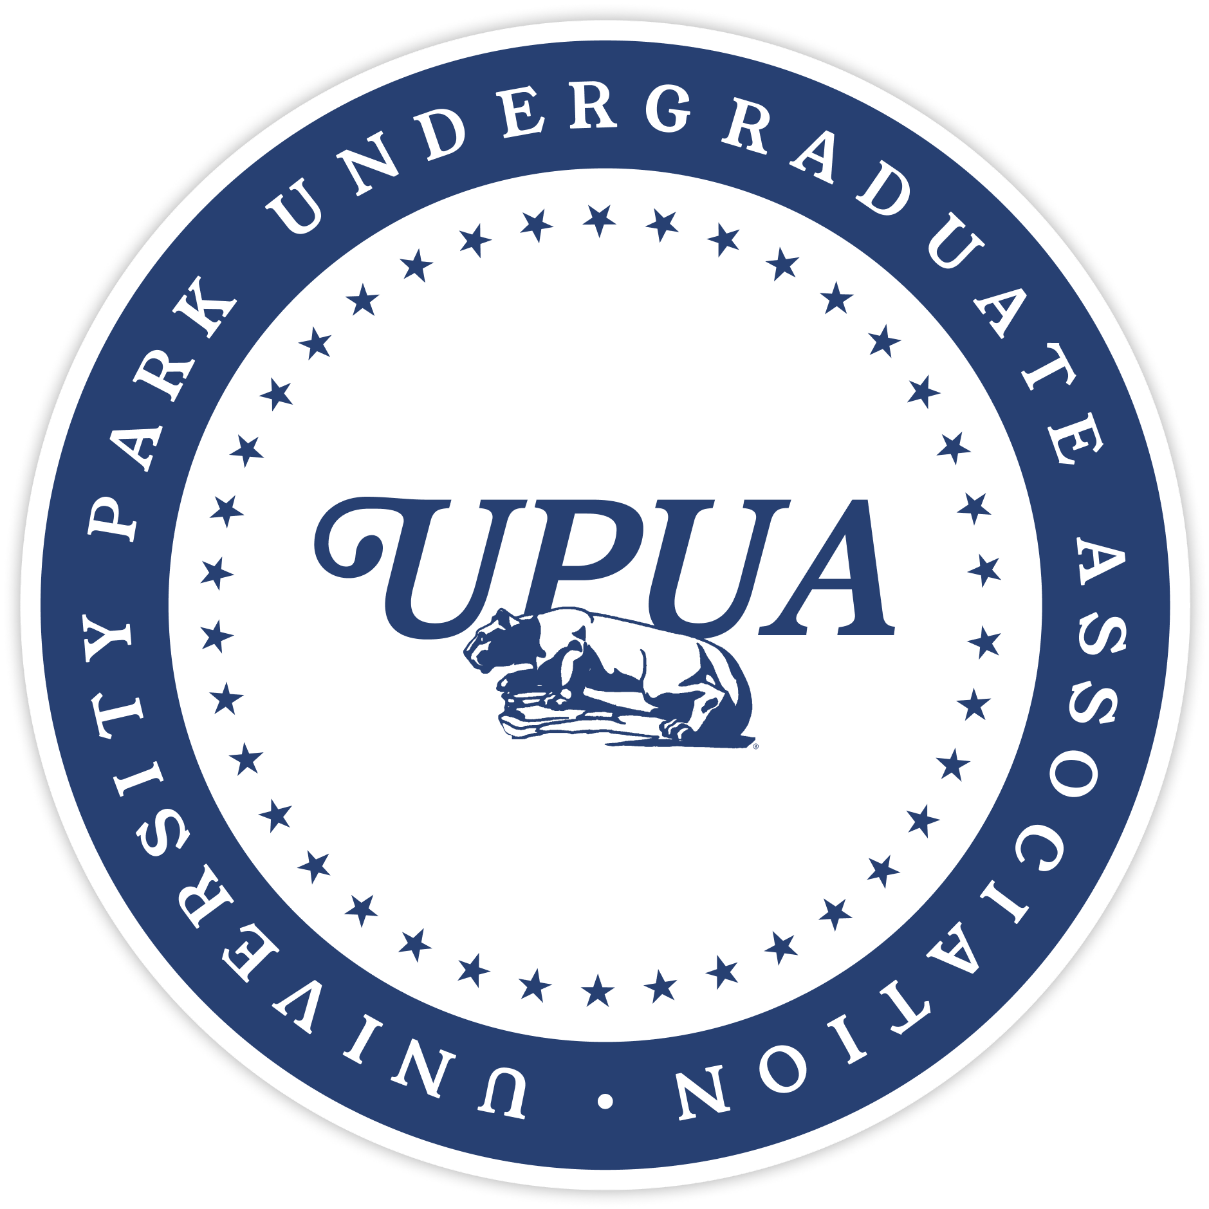 UNIVERSITY PARK UNDERGRADUATE ASSOCIATION •
UPUA
®